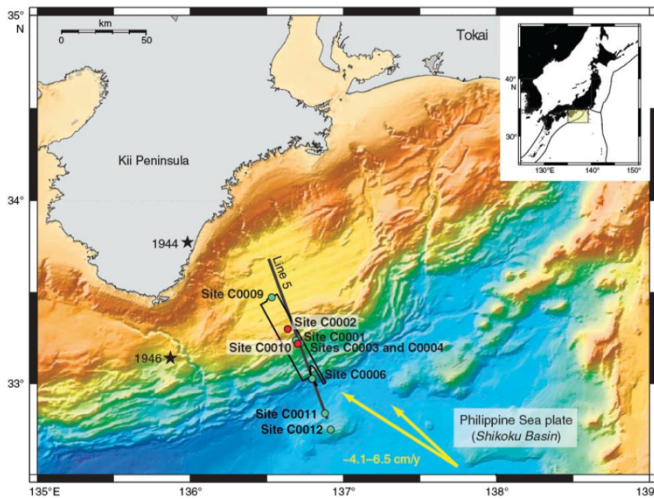 35°
N
km
0
50
Tokai
40°
N
30°
130°E
140°
150°
Kii Peninsula
34°
1944
Line 5
Site C0009
Site C0002
Site C0001
Site C0010
Sites C0003 and C0004
1946
33°
Site C0006
Site C0011
Site C0012
Philippine Sea plate
(Shikoku Basin)
~4.1–6.5 cm/y
135°E
136°
137°
138°
139